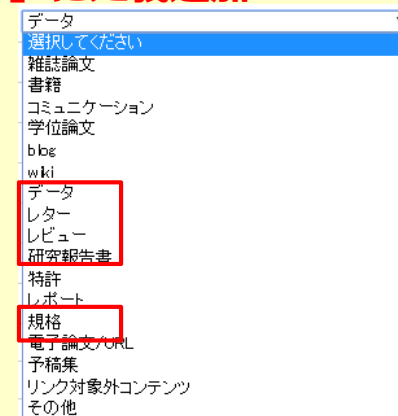 データ
選択してください
雑誌論文
書籍
コミュニケーション
学位論文
blog
wiki
データ
レター
レビュー
研究報告書
特許
レポート
規格
電子論文/URL
予稿集
リンク対象外コンテンツ
その他